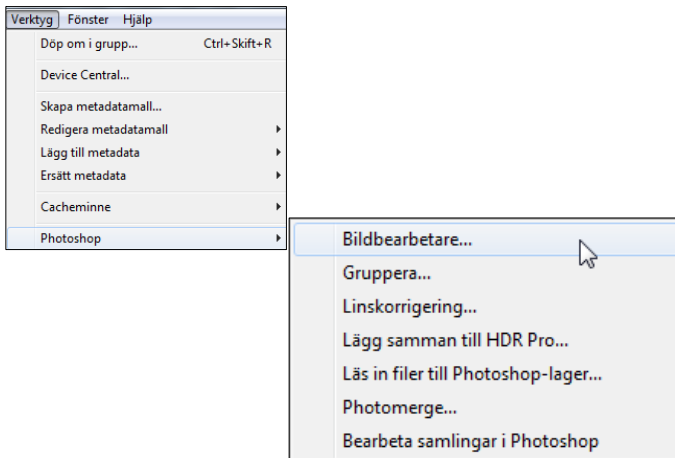 Verktyg Fönster Hjälp
Döp om i grupp... Ctrl+Skift+R
Device Central...
Skapa metadatamall...
Redigera metadatamall
Lägg till metadata
Ersätt metadata
Cacheminne
Photoshop
Bildbearbetare...
Gruppera...
Linskorrigering...
Lägg samman till HDR Pro...
Läs in filer till Photoshop-lager...
Photomerge...
Bearbeta samlingar i Photoshop